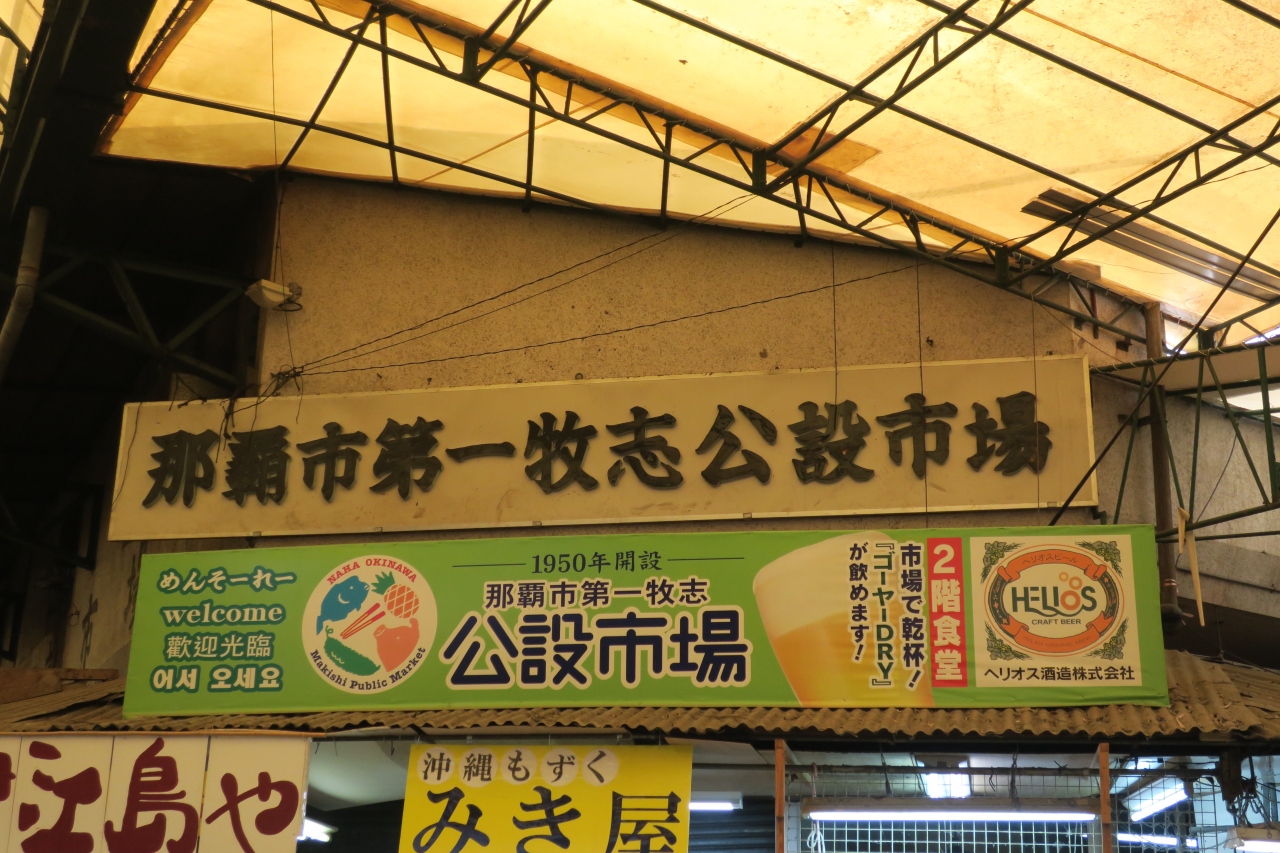 那覇市第一牧志公設市場
めんそーれー
welcome
歡迎光臨
어서 오세요
NAHA OKINAWA
Makishi Public Market
1950年開設
那覇市第一牧志
公設市場
市場で乾杯!
『ゴーヤーDRY』
が飲めます!
2階食堂
ヘリオスビール
HELIOS
CRAFT BEER
ヘリオス酒造株式会社
江島や
沖縄もずく
みき屋